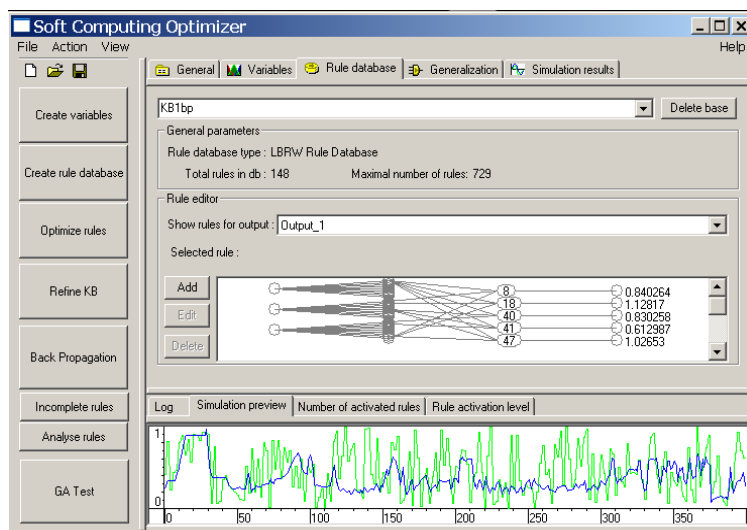 Soft Computing Optimizer
File Action View Help
General Variables Rule database Generalization Simulation results
Create variables
Create rule database
Optimize rules
Refine KB
Back Propagation
Incomplete rules
Analyse rules
GA Test
KB1bp Delete base
General parameters
Rule database type : LBRW Rule Database
Total rules in db : 148 Maximal number of rules: 729
Rule editor
Show rules for output : Output_1
Selected rule :
Add
Edit
Delete
8 0.840264
18 1.12817
40 0.830258
41 0.612987
47 1.02653
Log Simulation preview Number of activated rules Rule activation level
1
0
0 50 100 150 200 250 300 350